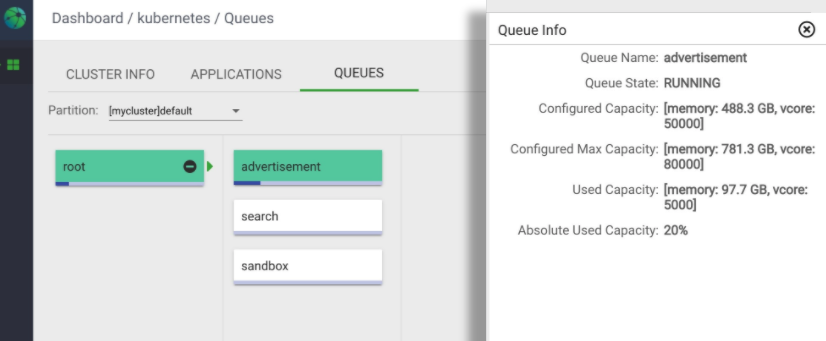 Dashboard / kubernetes / Queues
CLUSTER INFO APPLICATIONS QUEUES
Partition: [mycluster]default
root
advertisement
search
sandbox
Queue Info
Queue Name: advertisement
Queue State: RUNNING
Configured Capacity: [memory: 488.3 GB, vcore:
50000]
Configured Max Capacity: [memory: 781.3 GB, vcore:
80000]
Used Capacity: [memory: 97.7 GB, vcore:
5000]
Absolute Used Capacity: 20%